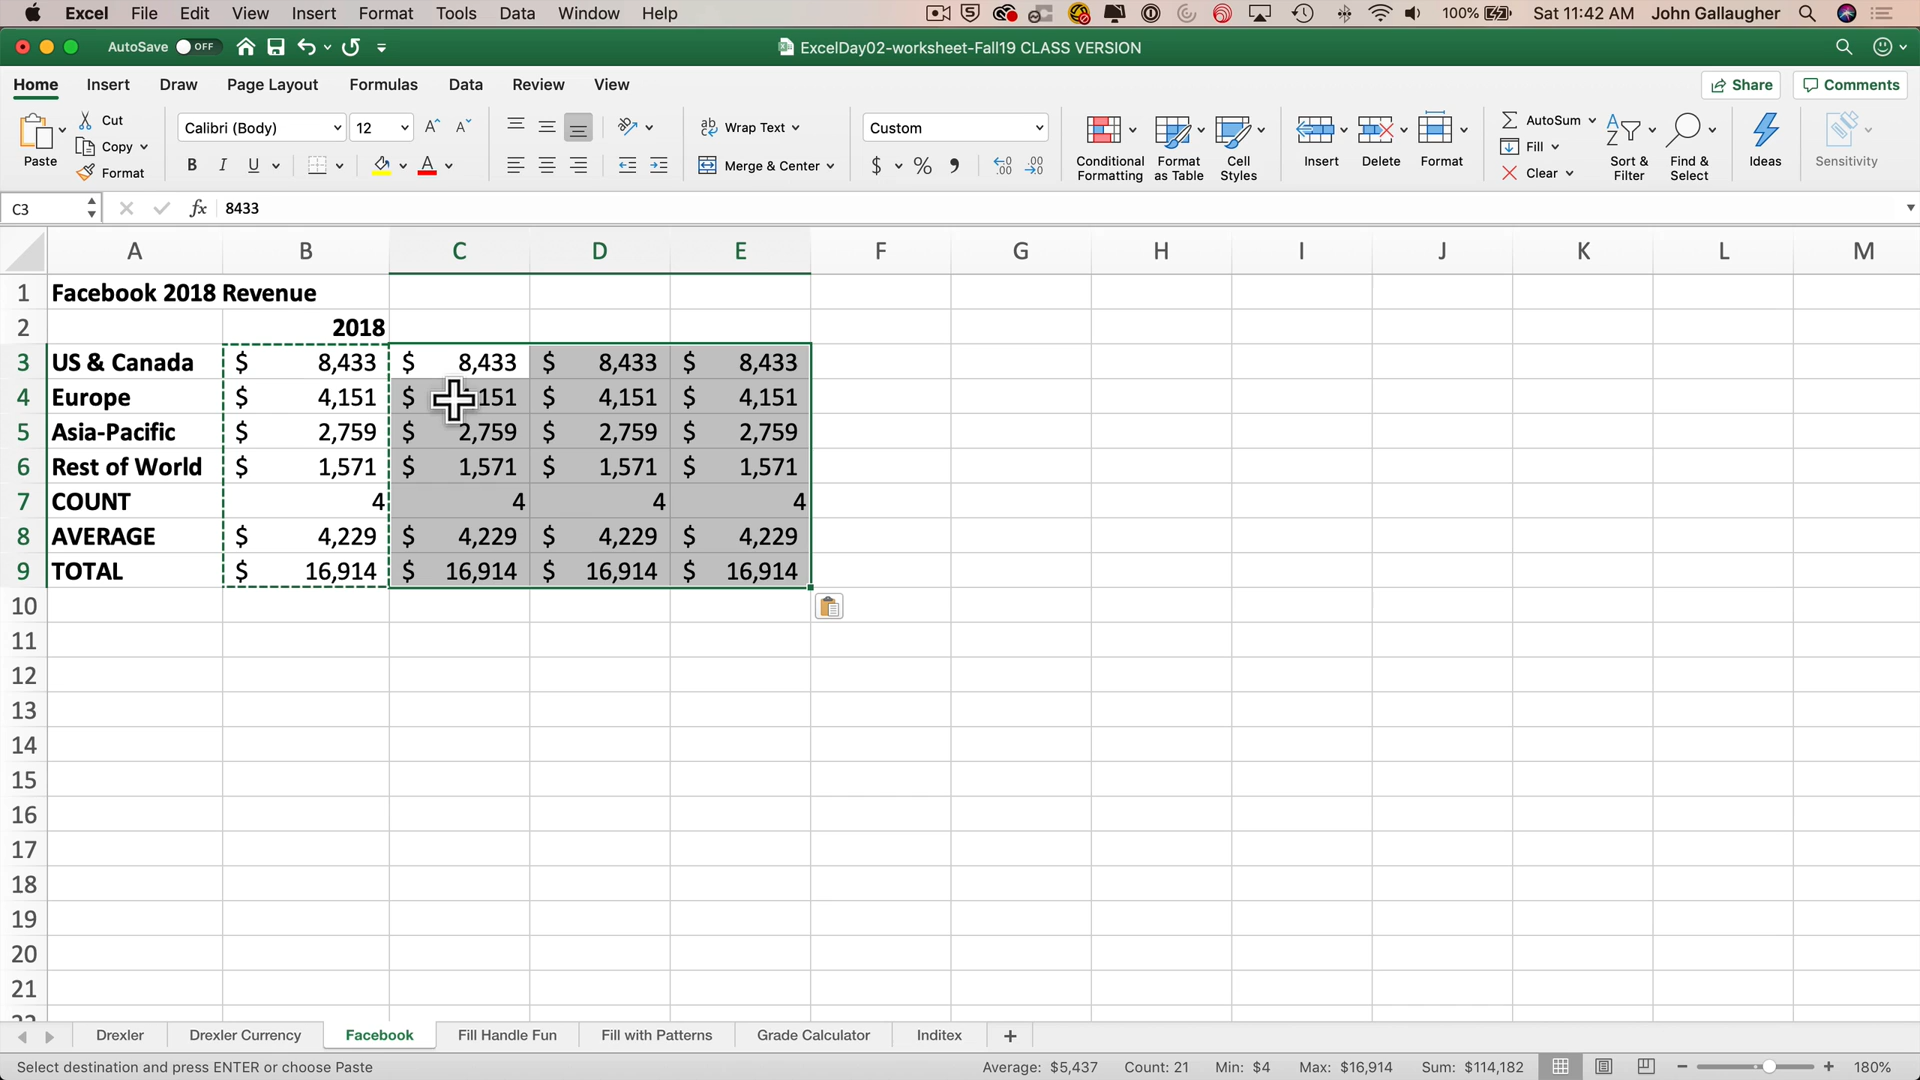 Excel File Edit View Insert Format Tools Data Window Help 100% Sat 11:42 AM John Gallaugher
AutoSave OFF ExcelDay02-worksheet-Fall19 CLASS VERSION
Home Insert Draw Page Layout Formulas Data Review View Share Comments
Paste Cut Copy Format
Calibri (Body) 12
B I U A
Wrap Text
Merge & Center
Custom
$ %
Conditional Formatting
Format as Table
Cell Styles
Insert Delete Format
AutoSum
Fill
Clear
Sort & Filter
Find & Select
Ideas
Sensitivity
C3 fx 8433
A B C D E F G H I J K L M
1 Facebook 2018 Revenue
2 2018
3 US & Canada $ 8,433 $ 8,433 $ 8,433 $ 8,433
4 Europe $ 4,151 $ 151 $ 4,151 $ 4,151
5 Asia-Pacific $ 2,759 $ 2,759 $ 2,759 $ 2,759
6 Rest of World $ 1,571 $ 1,571 $ 1,571 $ 1,571
7 COUNT 4 4 4 4
8 AVERAGE $ 4,229 $ 4,229 $ 4,229 $ 4,229
9 TOTAL $ 16,914 $ 16,914 $ 16,914 $ 16,914
10
11
12
13
14
15
16
17
18
19
20
21
Drexler Drexler Currency Facebook Fill Handle Fun Fill with Patterns Grade Calculator Inditex +
Select destination and press ENTER or choose Paste Average: $5,437 Count: 21 Min: $4 Max: $16,914 Sum: $114,182 180%